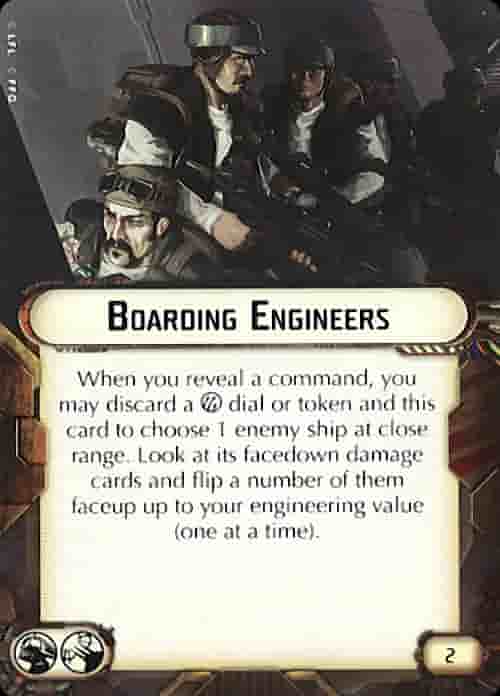 © LFL © FFG
BOARDING ENGINEERS
When you reveal a command, you
may discard a dial or token and this
card to choose 1 enemy ship at close
range. Look at its facedown damage
cards and flip a number of them
faceup up to your engineering value
(one at a time).
2